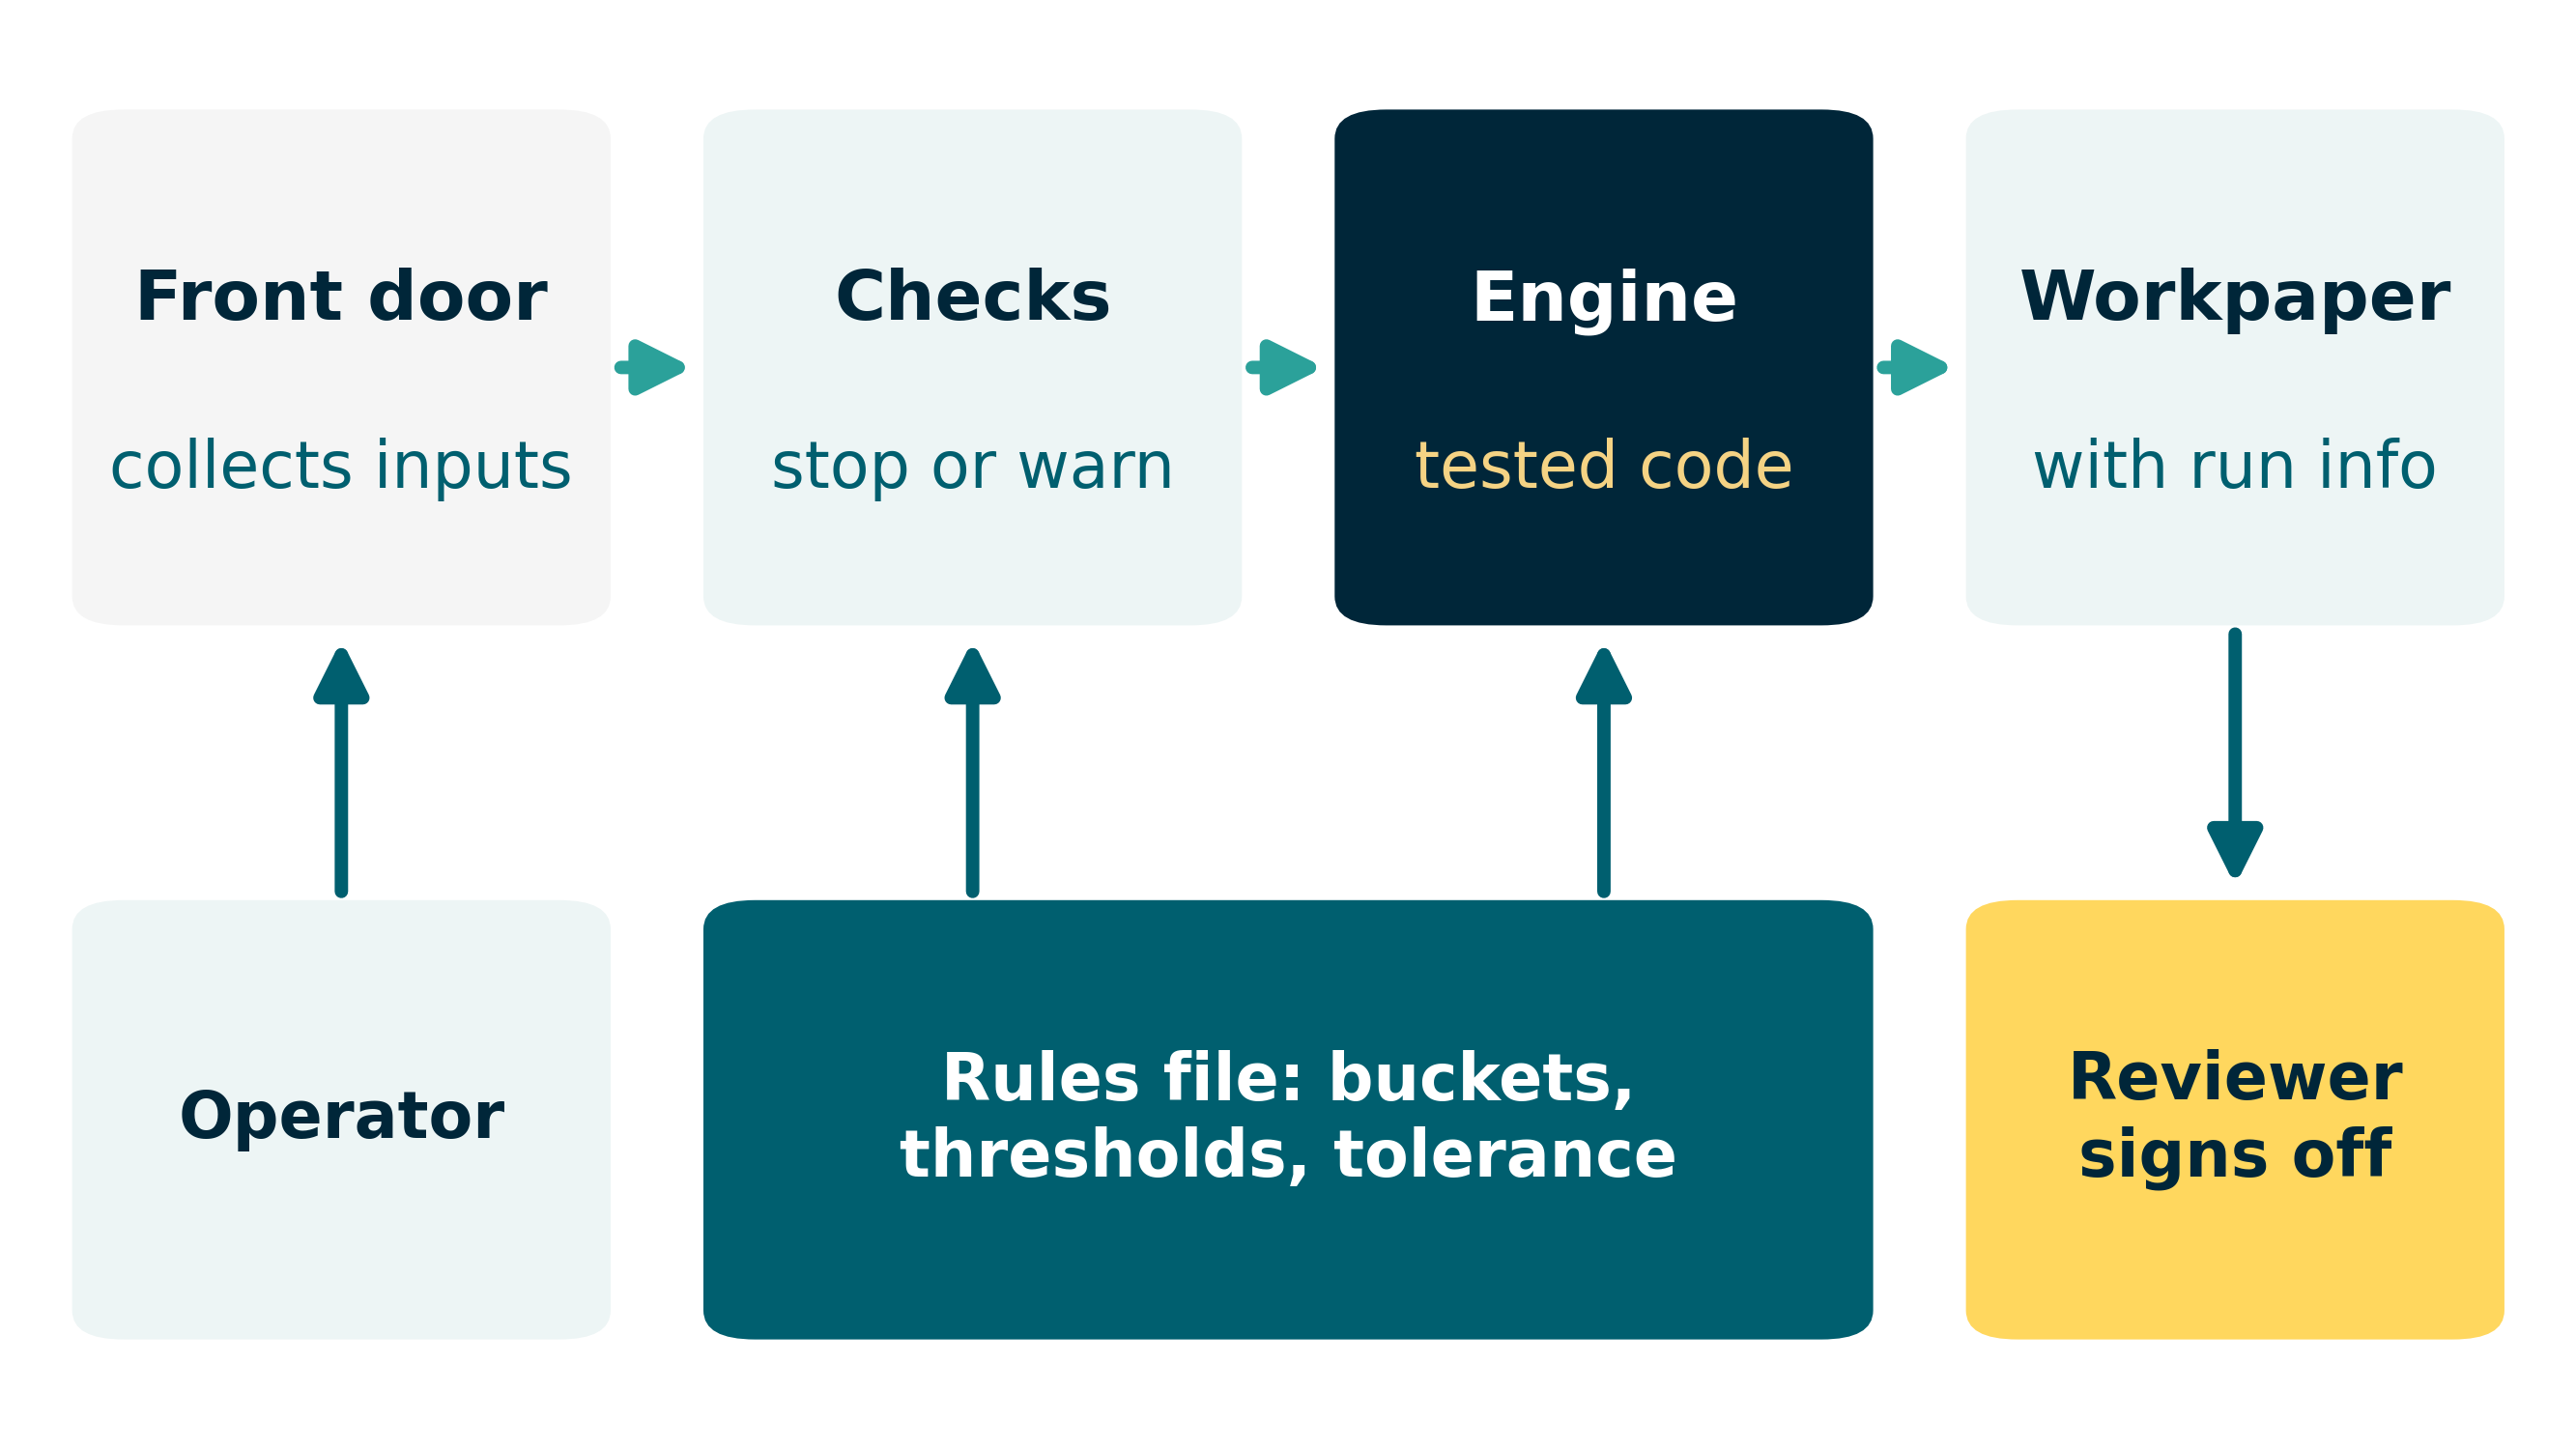 Front door
collects inputs
Checks
stop or warn
Engine
tested code
Workpaper
with run info
Operator
Rules file: buckets,
thresholds, tolerance
Reviewer
signs off